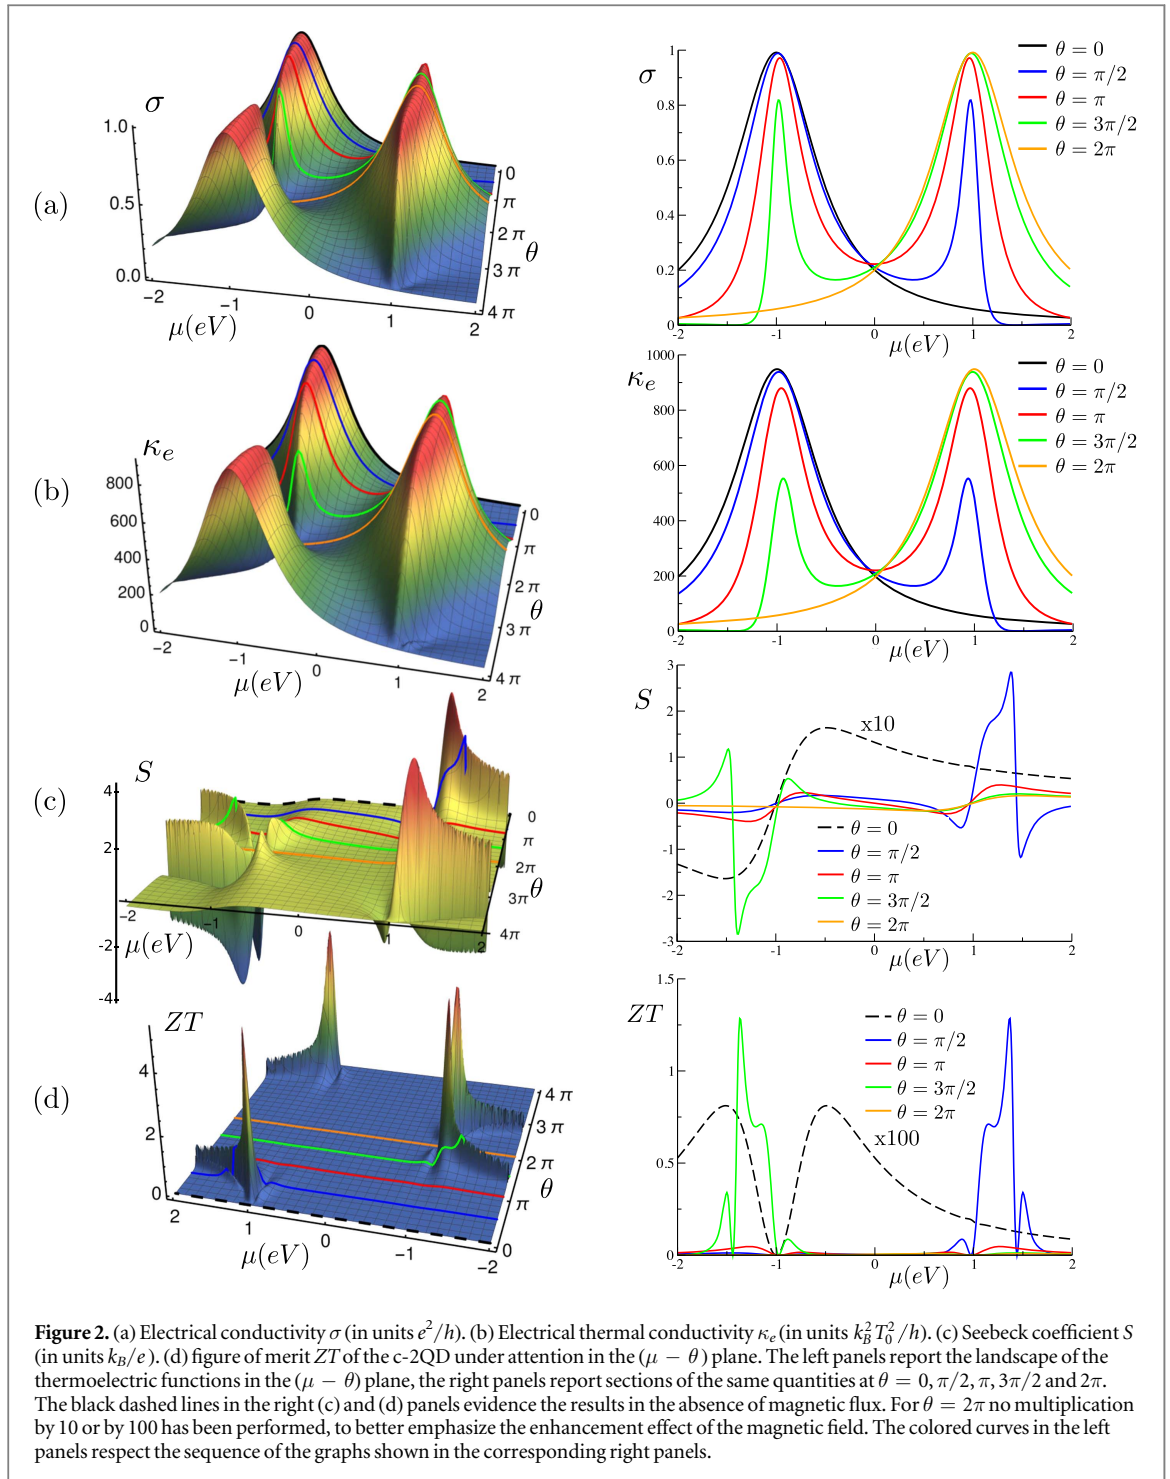 (a)
σ
1.0
0.5
0.0
−2
−1
0
1
2
μ(eV)
0
π
2 π
3 π
4 π
θ
σ
1
0.8
0.6
0.4
0.2
0
-2
-1
0
1
2
μ(eV)
θ = 0
θ = π/2
θ = π
θ = 3π/2
θ = 2π
(b)
κe
800
600
400
200
0
−2
−1
0
1
2
μ(eV)
0
π
2 π
3 π
4 π
θ
κe
1000
800
600
400
200
0
-2
-1
0
1
2
μ(eV)
θ = 0
θ = π/2
θ = π
θ = 3π/2
θ = 2π
(c)
S
4
2
-2
-4
−2
−1
0
1
2
μ(eV)
0
π
2π
3π
4π
θ
S
3
2
1
0
-1
-2
-3
x10
-2
-1
0
1
2
μ(eV)
θ = 0
θ = π/2
θ = π
θ = 3π/2
θ = 2π
(d)
ZT
4
2
0
2
1
0
-1
-2
μ(eV)
4 π
3 π
2 π
π
0
θ
ZT
1.5
1
0.5
0
x100
-2
-1
0
1
2
μ(eV)
θ = 0
θ = π/2
θ = π
θ = 3π/2
θ = 2π
Figure 2. (a) Electrical conductivity σ (in units e²/h). (b) Electrical thermal conductivity κe (in units k_B² T_0² /h). (c) Seebeck coefficient S
(in units k_B/e). (d) figure of merit ZT of the c-2QD under attention in the (μ − θ) plane. The left panels report the landscape of the
thermoelectric functions in the (μ − θ) plane, the right panels report sections of the same quantities at θ = 0, π/2, π, 3π/2 and 2π.
The black dashed lines in the right (c) and (d) panels evidence the results in the absence of magnetic flux. For θ = 2π no multiplication
by 10 or by 100 has been performed, to better emphasize the enhancement effect of the magnetic field. The colored curves in the left
panels respect the sequence of the graphs shown in the corresponding right panels.